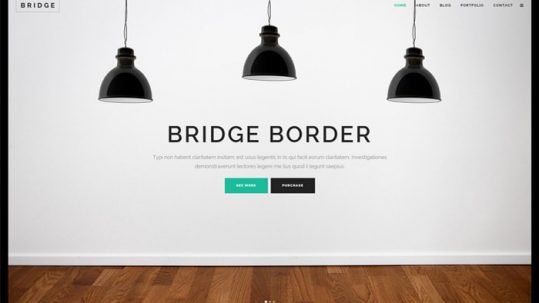 BRIDGE
HOME ABOUT BLOG PORTFOLIO CONTACT
BRIDGE BORDER
Typi non habent claritatem insitam; est usus legentis in iis qui facit eorum claritatem. Investigationes
demonstraverunt lectores legere me lius quod ii legunt saepius.
SEE MORE PURCHASE